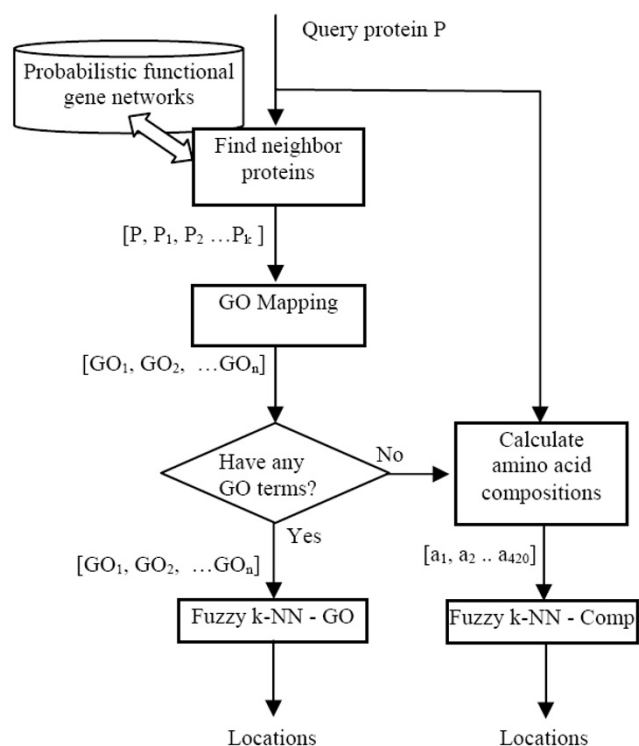 Query protein P
Probabilistic functional
gene networks
Find neighbor
proteins
[P, P₁, P₂ ...Pₖ ]
GO Mapping
[GO₁, GO₂, ...GOₙ]
Have any
GO terms?
No
Calculate
amino acid
compositions
Yes
[GO₁, GO₂, ...GOₙ]
[a₁, a₂ .. a₄₂₀]
Fuzzy k-NN - GO
Fuzzy k-NN - Comp
Locations
Locations